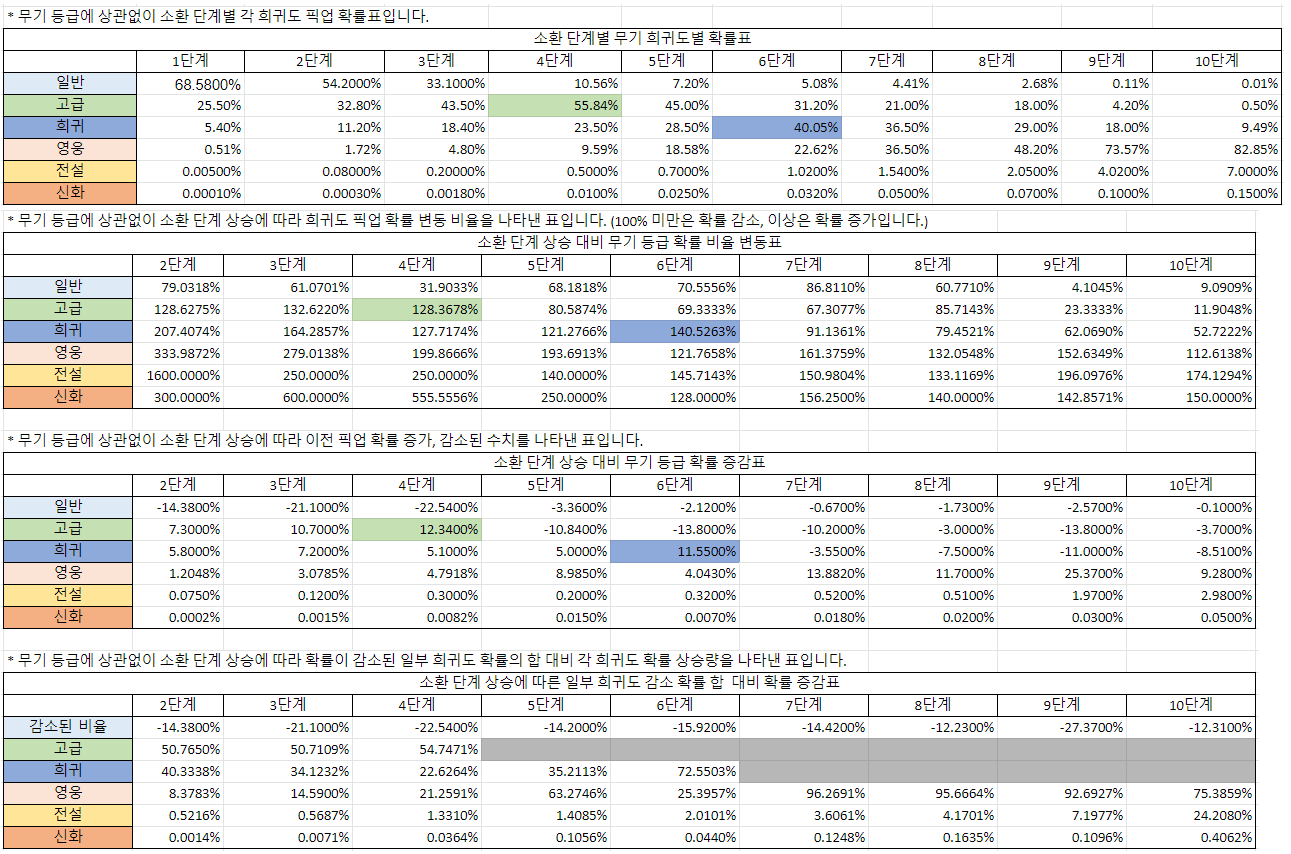 * 무기 등급에 상관없이 소환 단계별 각 희귀도 픽업 확률표입니다.
소환 단계별 무기 희귀도별 확률표
1단계 2단계 3단계 4단계 5단계 6단계 7단계 8단계 9단계 10단계
일반 68.5800% 54.2000% 33.1000% 10.56% 7.20% 5.08% 4.41% 2.68% 0.11% 0.01%
고급 25.50% 32.80% 43.50% 55.84% 45.00% 31.20% 21.00% 18.00% 4.20% 0.50%
희귀 5.40% 11.20% 18.40% 23.50% 28.50% 40.05% 36.50% 29.00% 18.00% 9.49%
영웅 0.51% 1.72% 4.80% 9.59% 18.58% 22.62% 36.50% 48.20% 73.57% 82.85%
전설 0.00500% 0.08000% 0.20000% 0.5000% 0.7000% 1.0200% 1.5400% 2.0500% 4.0200% 7.0000%
신화 0.00010% 0.00030% 0.00180% 0.0100% 0.0250% 0.0320% 0.0500% 0.0700% 0.1000% 0.1500%
* 무기 등급에 상관없이 소환 단계 상승에 따라 희귀도 픽업 확률 변동 비율을 나타낸 표입니다. (100% 미만은 확률 감소, 이상은 확률 증가입니다.)
소환 단계 상승 대비 무기 등급 확률 비율 변동표
2단계 3단계 4단계 5단계 6단계 7단계 8단계 9단계 10단계
일반 79.0318% 61.0701% 31.9033% 68.1818% 70.5556% 86.8110% 60.7710% 4.1045% 9.0909%
고급 128.6275% 132.6220% 128.3678% 80.5874% 69.3333% 67.3077% 85.7143% 23.3333% 11.9048%
희귀 207.4074% 164.2857% 127.7174% 121.2766% 140.5263% 91.1361% 79.4521% 62.0690% 52.7222%
영웅 333.9872% 279.0138% 199.8666% 193.6913% 121.7658% 161.3759% 132.0548% 152.6349% 112.6138%
전설 1600.0000% 250.0000% 250.0000% 140.0000% 145.7143% 150.9804% 133.1169% 196.0976% 174.1294%
신화 300.0000% 600.0000% 555.5556% 250.0000% 128.0000% 156.2500% 140.0000% 142.8571% 150.0000%
* 무기 등급에 상관없이 소환 단계 상승에 따라 이전 픽업 확률 증가, 감소된 수치를 나타낸 표입니다.
소환 단계 상승 대비 무기 등급 확률 증감표
2단계 3단계 4단계 5단계 6단계 7단계 8단계 9단계 10단계
일반 -14.3800% -21.1000% -22.5400% -3.3600% -2.1200% -0.6700% -1.7300% -2.5700% -0.1000%
고급 7.3000% 10.7000% 12.3400% -10.8400% -13.8000% -10.2000% -3.0000% -13.8000% -3.7000%
희귀 5.8000% 7.2000% 5.1000% 5.0000% 11.5500% -3.5500% -7.5000% -11.0000% -8.5100%
영웅 1.2048% 3.0785% 4.7918% 8.9850% 4.0430% 13.8820% 11.7000% 25.3700% 9.2800%
전설 0.0750% 0.1200% 0.3000% 0.2000% 0.3200% 0.5200% 0.5100% 1.9700% 2.9800%
신화 0.0002% 0.0015% 0.0082% 0.0150% 0.0070% 0.0180% 0.0200% 0.0300% 0.0500%
* 무기 등급에 상관없이 소환 단계 상승에 따라 확률이 감소된 일부 희귀도 확률의 합 대비 각 희귀도 확률 상승량을 나타낸 표입니다.
소환 단계 상승에 따른 일부 희귀도 감소 확률 합 대비 확률 증감표
2단계 3단계 4단계 5단계 6단계 7단계 8단계 9단계 10단계
감소된 비율 -14.3800% -21.1000% -22.5400% -14.2000% -15.9200% -14.4200% -12.2300% -27.3700% -12.3100%
고급 50.7650% 50.7109% 54.7471%
희귀 40.3338% 34.1232% 22.6264% 35.2113% 72.5503%
영웅 8.3783% 14.5900% 21.2591% 63.2746% 25.3957% 96.2691% 95.6664% 92.6927% 75.3859%
전설 0.5216% 0.5687% 1.3310% 1.4085% 2.0101% 3.6061% 4.1701% 7.1977% 24.2080%
신화 0.0014% 0.0071% 0.0364% 0.1056% 0.0440% 0.1248% 0.1635% 0.1096% 0.4062%